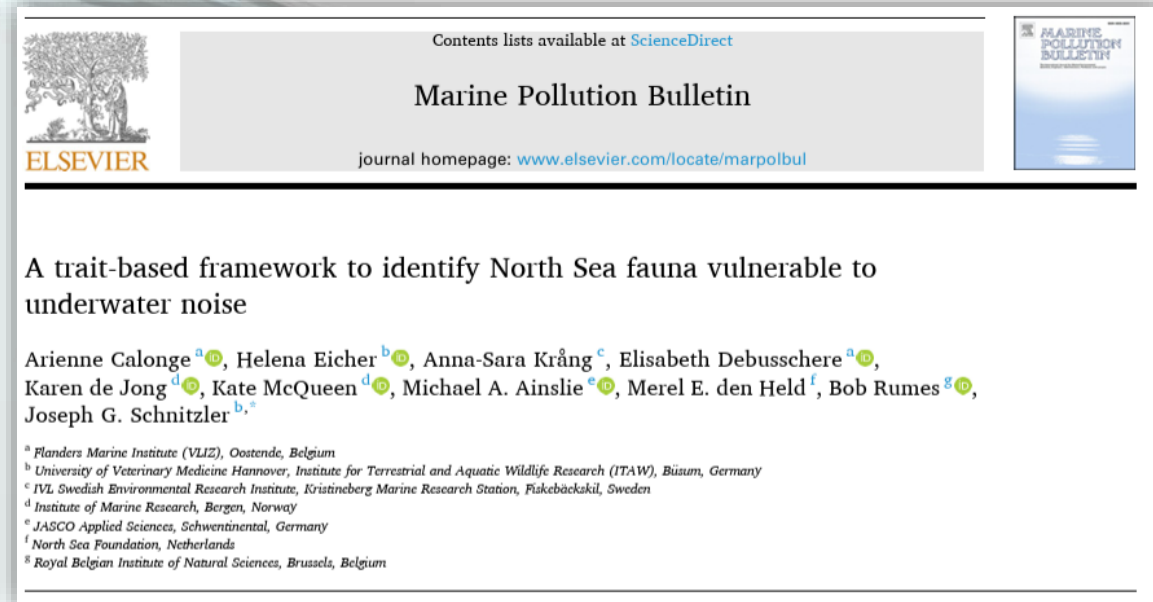 Contents lists available at ScienceDirect
Marine Pollution Bulletin
journal homepage: www.elsevier.com/locate/marpolbul
ELSEVIER
MARINE
POLLUTION
BULLETIN
A trait-based framework to identify North Sea fauna vulnerable to
underwater noise
Arienne Calonge a, Helena Eicher b, Anna-Sara Krång c, Elisabeth Debusschere a,
Karen de Jong d, Kate McQueen d, Michael A. Ainslie e, Merel E. den Held f, Bob Rumes g,
Joseph G. Schnitzler b,*
a Flanders Marine Institute (VLIZ), Oostende, Belgium
b University of Veterinary Medicine Hannover, Institute for Terrestrial and Aquatic Wildlife Research (ITAW), Büsum, Germany
c IVL Swedish Environmental Research Institute, Kristineberg Marine Research Station, Fiskebäckskil, Sweden
d Institute of Marine Research, Bergen, Norway
e JASCO Applied Sciences, Schwentinental, Germany
f North Sea Foundation, Netherlands
g Royal Belgian Institute of Natural Sciences, Brussels, Belgium